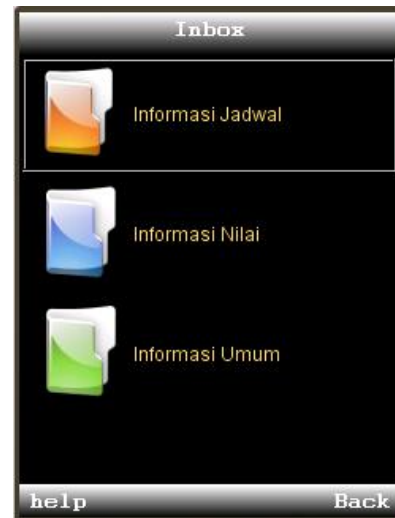 Inbox
Informasi Jadwal
Informasi Nilai
Informasi Umum
help Back